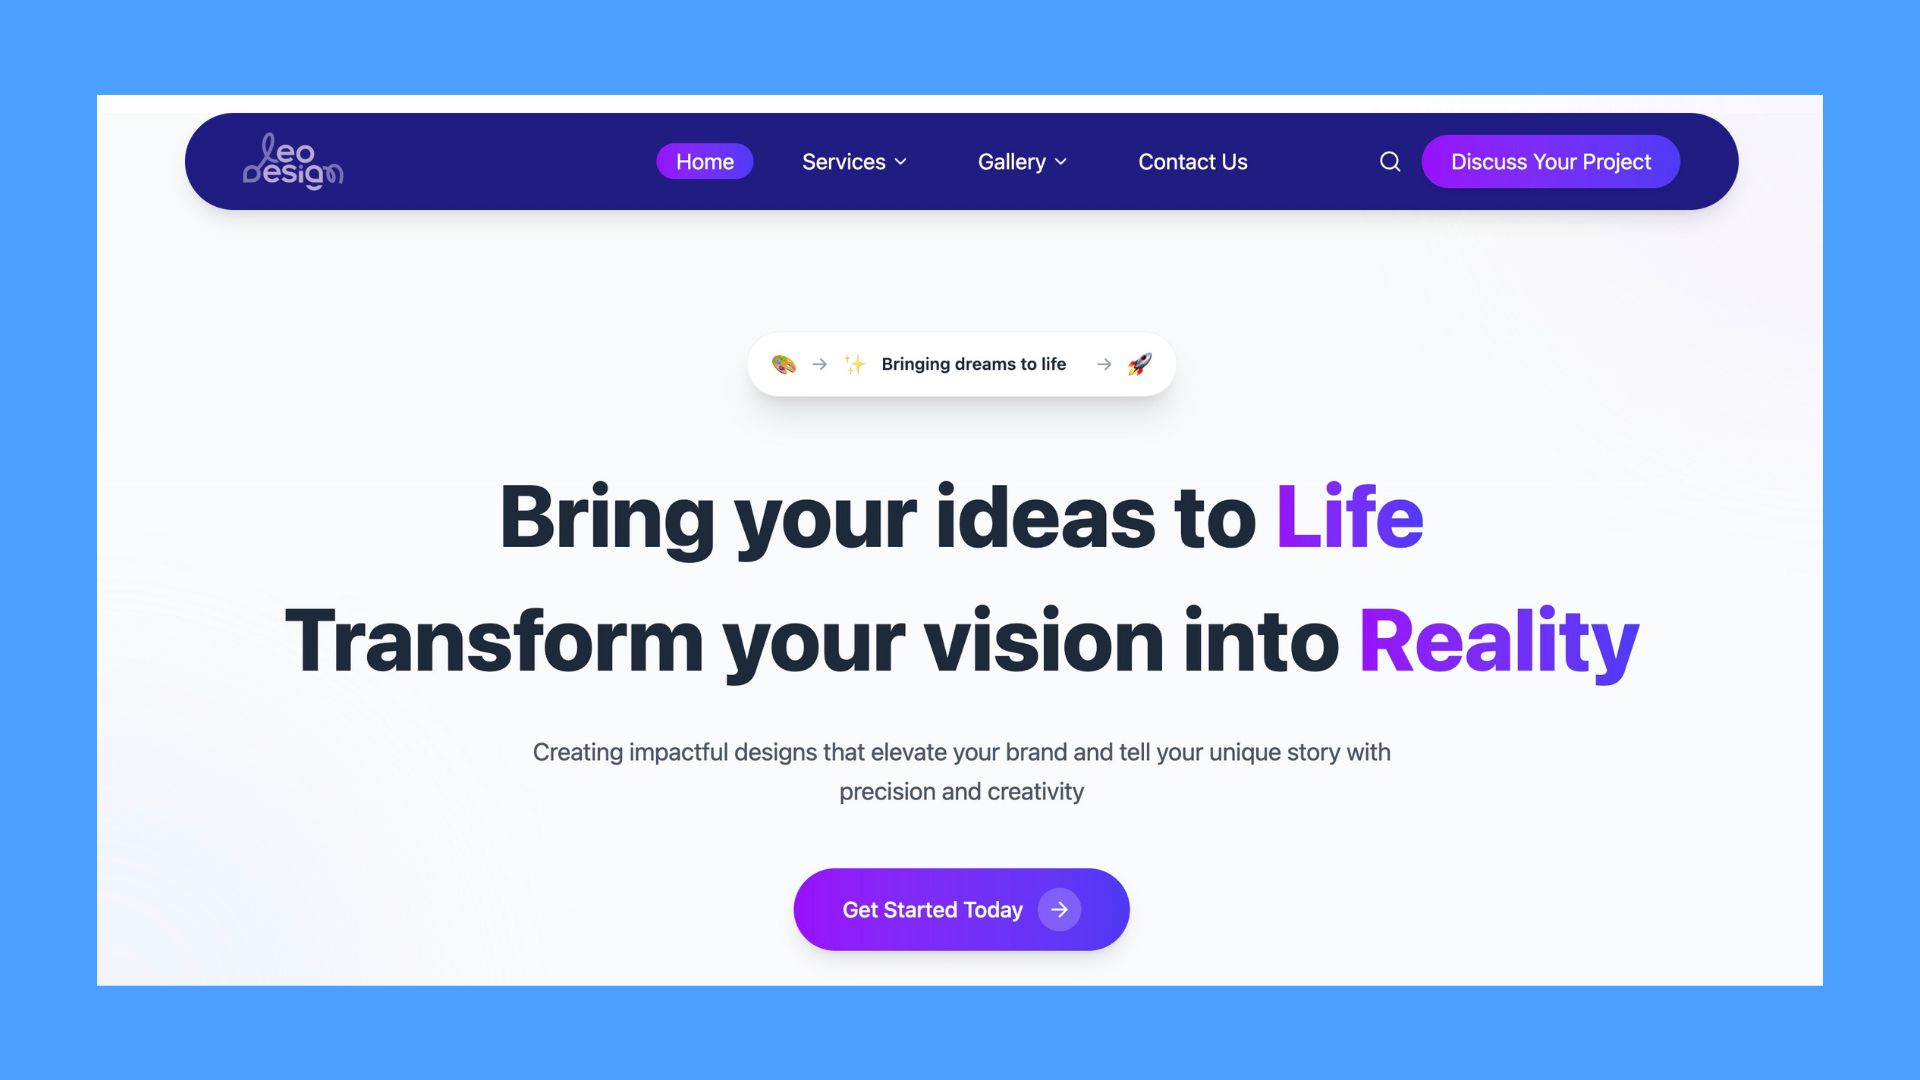 Leo
Design
Home
Services
Gallery
Contact Us
Discuss Your Project
🎨 → ✨ Bringing dreams to life → 🚀
Bring your ideas to Life
Transform your vision into Reality
Creating impactful designs that elevate your brand and tell your unique story with
precision and creativity
Get Started Today →